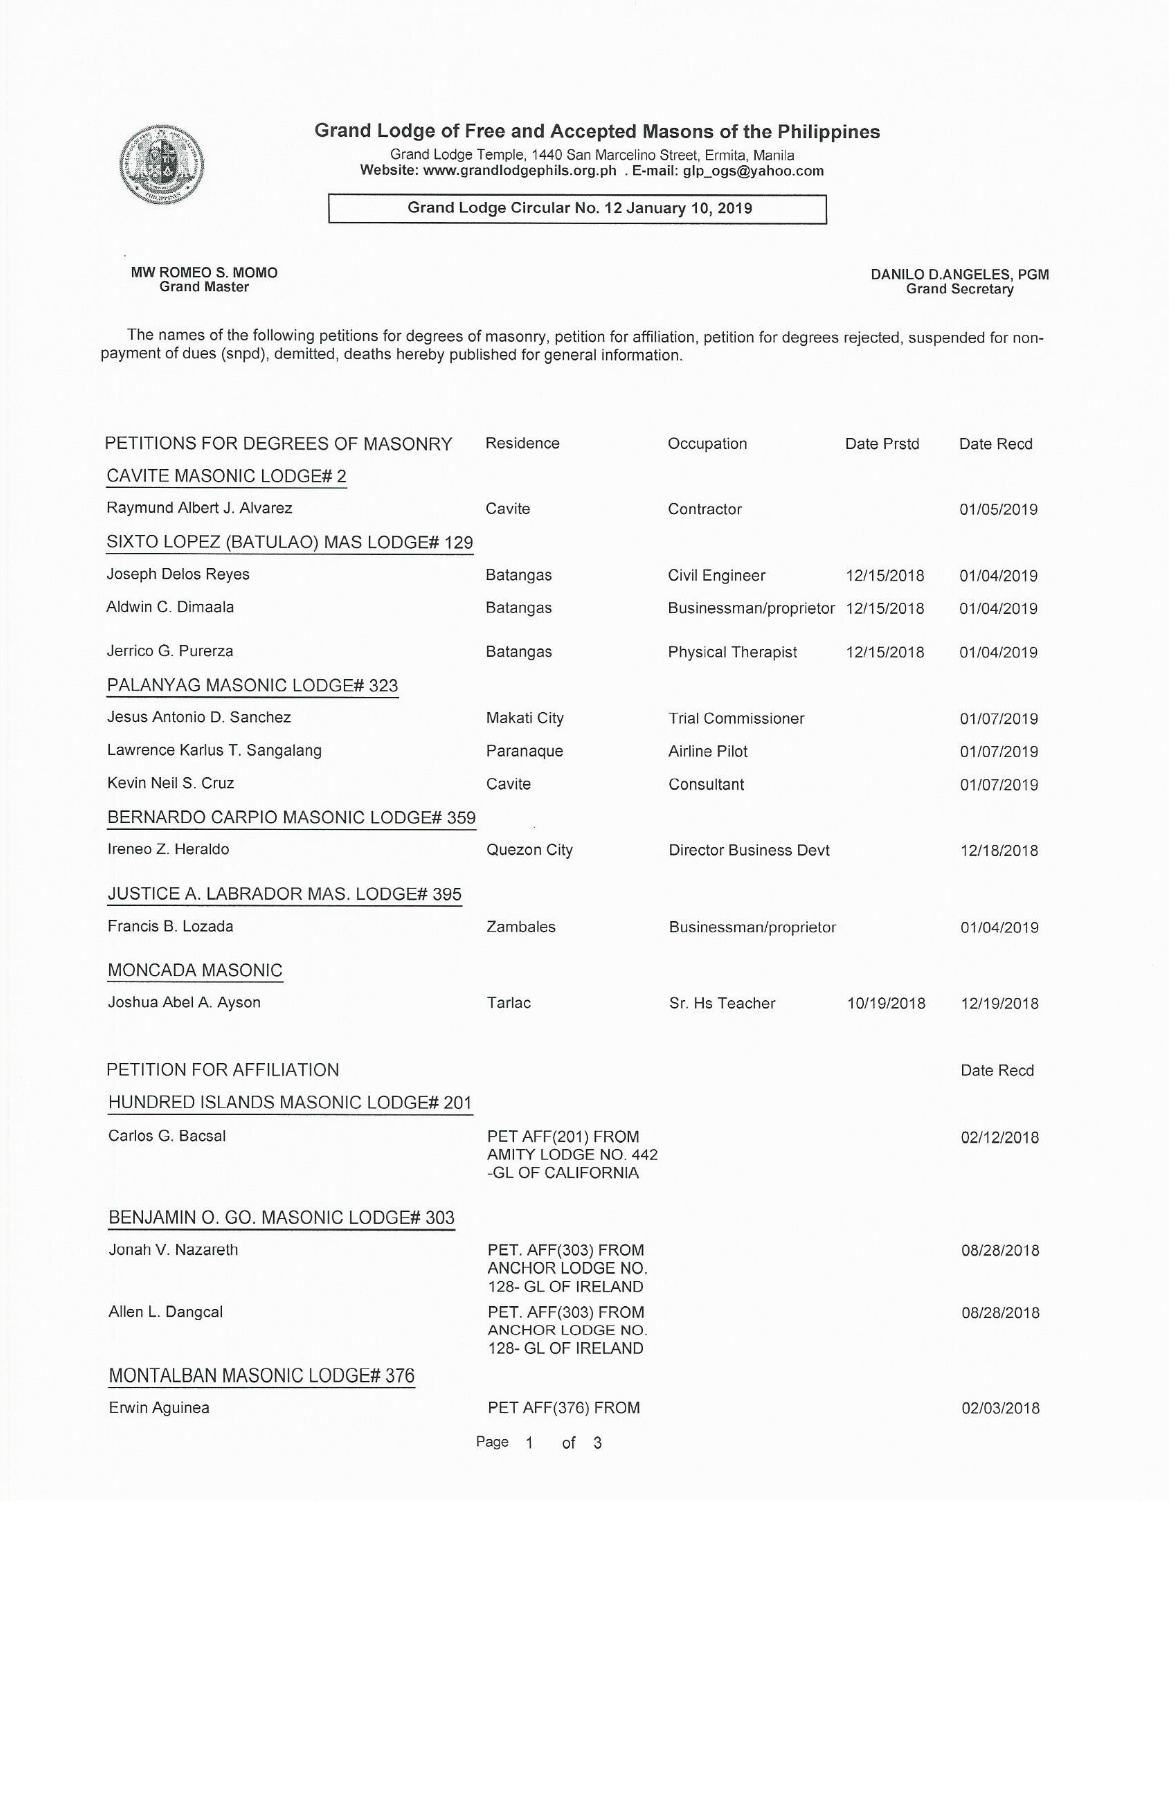 Grand Lodge of Free and Accepted Masons of the Philippines
Grand Lodge Temple, 1440 San Marcelino Street, Ermita, Manila
Website: www.grandlodgephils.org.ph . E-mail: glp_ogs@yahoo.com
Grand Lodge Circular No. 12 January 10, 2019
MW ROMEO S. MOMO
Grand Master
DANILO D.ANGELES, PGM
Grand Secretary
The names of the following petitions for degrees of masonry, petition for affiliation, petition for degrees rejected, suspended for non-
payment of dues (snpd), demitted, deaths hereby published for general information.
PETITIONS FOR DEGREES OF MASONRY Residence Occupation Date Prstd Date Recd
CAVITE MASONIC LODGE# 2
Raymund Albert J. Alvarez Cavite Contractor 01/05/2019
SIXTO LOPEZ (BATULAO) MAS LODGE# 129
Joseph Delos Reyes Batangas Civil Engineer 12/15/2018 01/04/2019
Aldwin C. Dimaala Batangas Businessman/proprietor 12/15/2018 01/04/2019
Jerrico G. Purerza Batangas Physical Therapist 12/15/2018 01/04/2019
PALANYAG MASONIC LODGE# 323
Jesus Antonio D. Sanchez Makati City Trial Commissioner 01/07/2019
Lawrence Karlus T. Sangalang Paranaque Airline Pilot 01/07/2019
Kevin Neil S. Cruz Cavite Consultant 01/07/2019
BERNARDO CARPIO MASONIC LODGE# 359
Ireneo Z. Heraldo Quezon City Director Business Devt 12/18/2018
JUSTICE A. LABRADOR MAS. LODGE# 395
Francis B. Lozada Zambales Businessman/proprietor 01/04/2019
MONCADA MASONIC
Joshua Abel A. Ayson Tarlac Sr. Hs Teacher 10/19/2018 12/19/2018
PETITION FOR AFFILIATION Date Recd
HUNDRED ISLANDS MASONIC LODGE# 201
Carlos G. Bacsal PET AFF(201) FROM 02/12/2018
AMITY LODGE NO. 442
-GL OF CALIFORNIA
BENJAMIN O. GO. MASONIC LODGE# 303
Jonah V. Nazareth PET. AFF(303) FROM 08/28/2018
ANCHOR LODGE NO.
128- GL OF IRELAND
Allen L. Dangcal PET. AFF(303) FROM 08/28/2018
ANCHOR LODGE NO.
128- GL OF IRELAND
MONTALBAN MASONIC LODGE# 376
Erwin Aguinea PET AFF(376) FROM 02/03/2018
Page 1 of 3